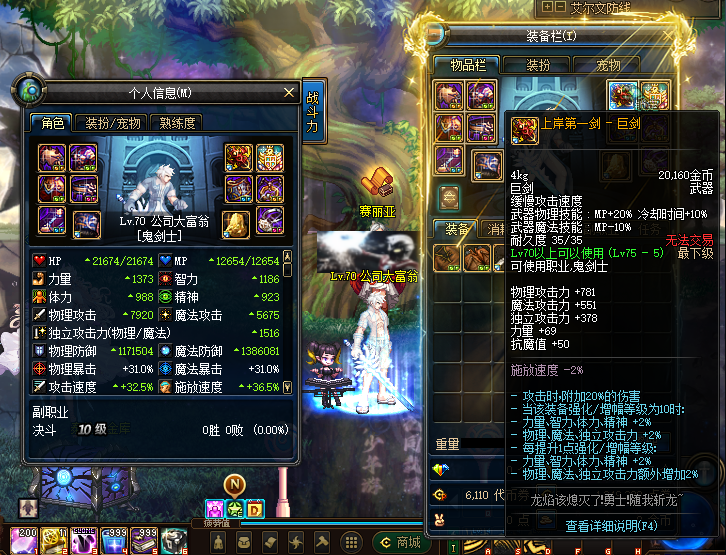 艾尔文防线
个人信息(M)
角色 装扮/宠物 熟练度
战斗力
Lv.70 公司大富翁
[鬼剑士]
HP 21674/21674 MP 12654/12654
力量 1373 智力 1186
体力 988 精神 923
物理攻击 7920 魔法攻击 5675
独立攻击力(物理/魔法) 1516
物理防御 1171504 魔法防御 1386081
物理暴击 +31.0% 魔法暴击 +31.0%
攻击速度 +32.5% 施放速度 +36.5%
副职业
决斗 10 级 0胜 0败 (0.00%)
赛丽亚
Lv.70 公司大富翁
装备栏(I)
物品栏 装扮 宠物
装备 消耗
重量
6,110
上岸第一剑 - 巨剑
4kg 20,160金币
巨剑 武器
缓慢攻击速度
武器物理技能 : MP+20% 冷却时间+10%
武器魔法技能 : MP-10%
耐久度 35/35 无法交易
Lv70以上可以使用 (Lv75 - 5) 最下级
可使用职业,鬼剑士
物理攻击力 +781
魔法攻击力 +551
独立攻击力 +378
力量 +69
抗魔值 +50
施放速度 -2%
- 攻击时,附加20%的伤害
- 当该装备强化/增幅等级为10时:
- 力量、智力、体力、精神 +2%
- 物理、魔法、独立攻击力 +2%
- 每提升1点强化/增幅等级:
- 力量、智力、体力、精神 +2%
- 物理、魔法、独立攻击力额外增加2%
龙焰该熄灭了!勇士!随我斩龙~
查看详细说明(F4)
N
D
疲劳值
200 11 999 999 6
商城
A S D F G H